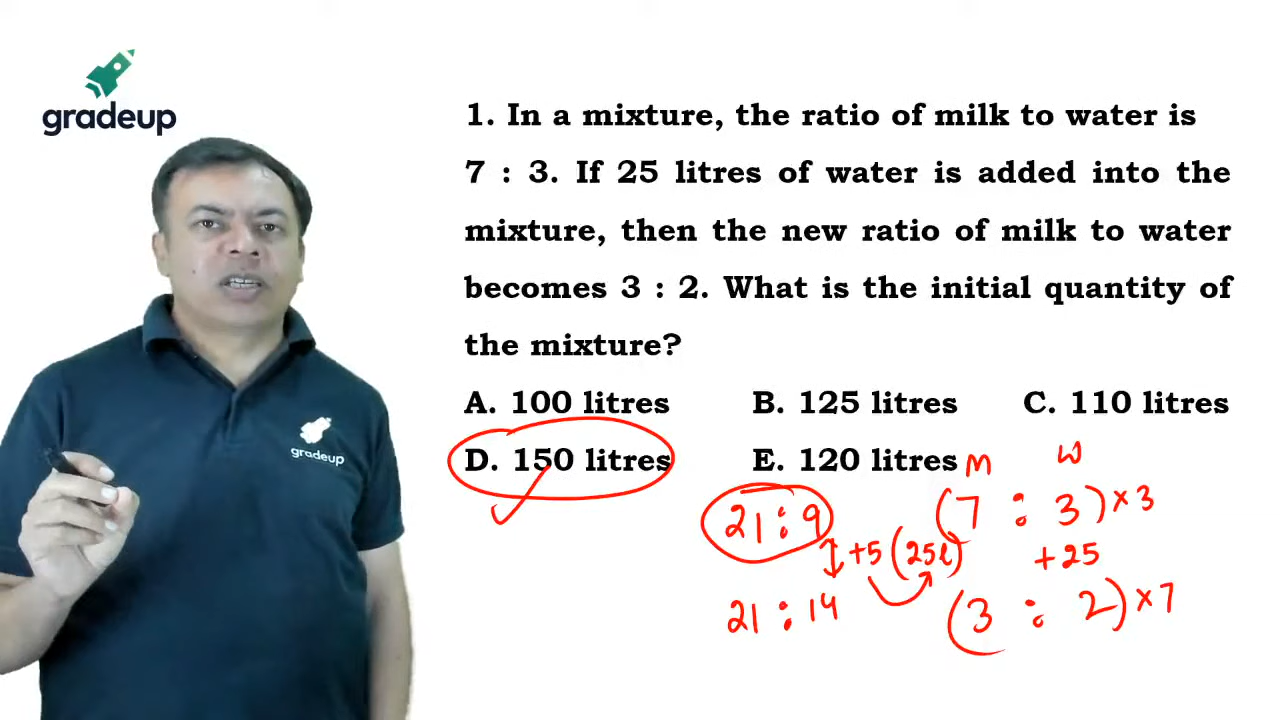 gradeup
1. In a mixture, the ratio of milk to water is
7 : 3. If 25 litres of water is added into the
mixture, then the new ratio of milk to water
becomes 3 : 2. What is the initial quantity of
the mixture?
A. 100 litres B. 125 litres C. 110 litres
D. 150 litres E. 120 litres
M W
21 : 9 (7 : 3) × 3
+5 (25l) +25
21 : 14 (3 : 2) × 7
gradeup